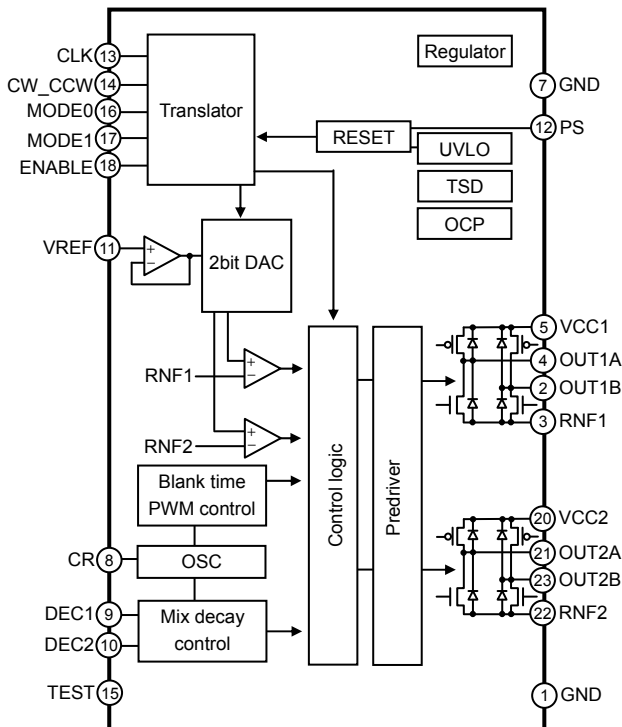 CLK 13
CW_CCW 14
MODE0 16
MODE1 17
ENABLE 18
Translator
Regulator
7 GND
12 PS
RESET
UVLO
TSD
OCP
VREF 11
+
−
2bit DAC
RNF1
+
−
RNF2
+
−
Blank time
PWM control
CR 8
OSC
DEC1 9
DEC2 10
Mix decay
control
TEST 15
Control logic
Predriver
5 VCC1
4 OUT1A
2 OUT1B
3 RNF1
20 VCC2
21 OUT2A
23 OUT2B
22 RNF2
1 GND